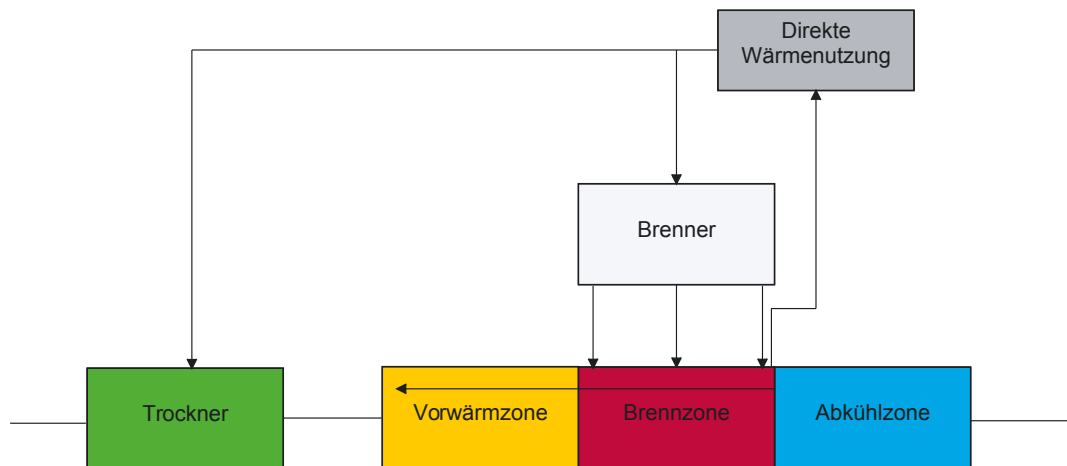 Direkte
Wärmenutzung
Brenner
Trockner
Vorwärmzone
Brennzone
Abkühlzone